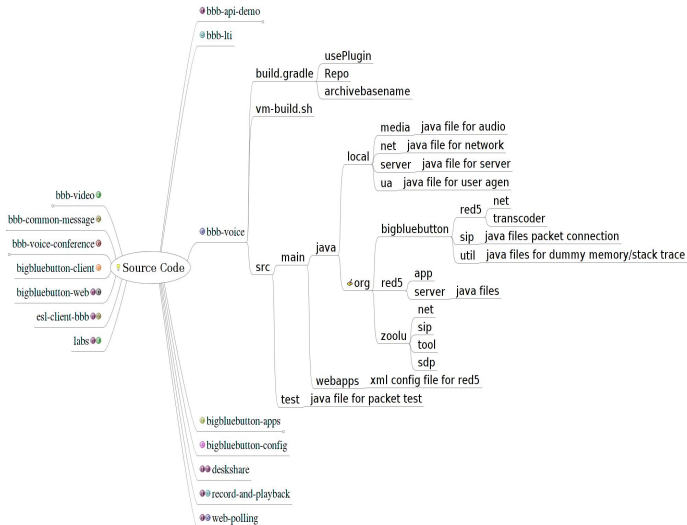 bbb-api-demo
bbb-lti
usePlugin
build.gradle
Repo
archivebasename
vm-build.sh
media java file for audio
net java file for network
local
server java file for server
ua java file for user agen
bbb-video
bbb-common-message
bbb-voice-conference
bigbluebutton-client
bigbluebutton-web
esl-client-bbb
labs
Source Code
bbb-voice
src
main
java
net
red5
transcoder
bigbluebutton
sip java files packet connection
util java files for dummy memory/stack trace
org
app
red5
server java files
net
sip
zoolu
tool
sdp
webapps xml config file for red5
test java file for packet test
bigbluebutton-apps
bigbluebutton-config
deskshare
record-and-playback
web-polling